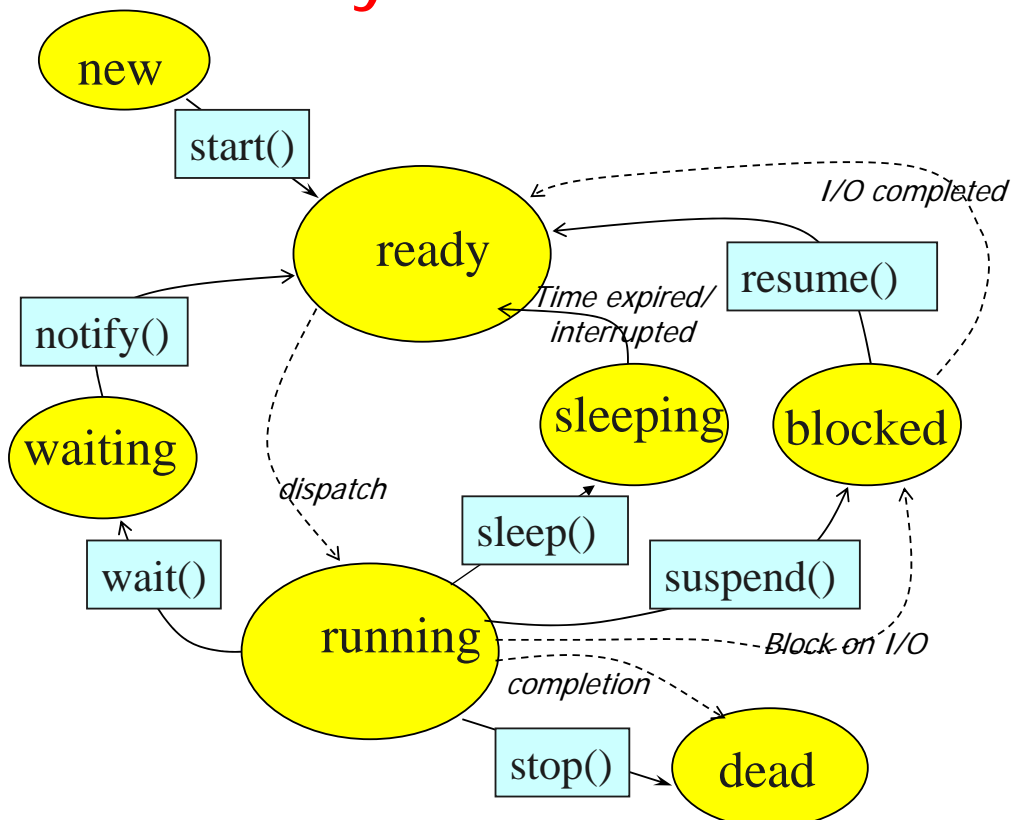 new
start()
I/O completed
ready
resume()
Time expired/
interrupted
notify()
sleeping
blocked
waiting
dispatch
sleep()
wait()
suspend()
running
Block on I/O
completion
stop()
dead